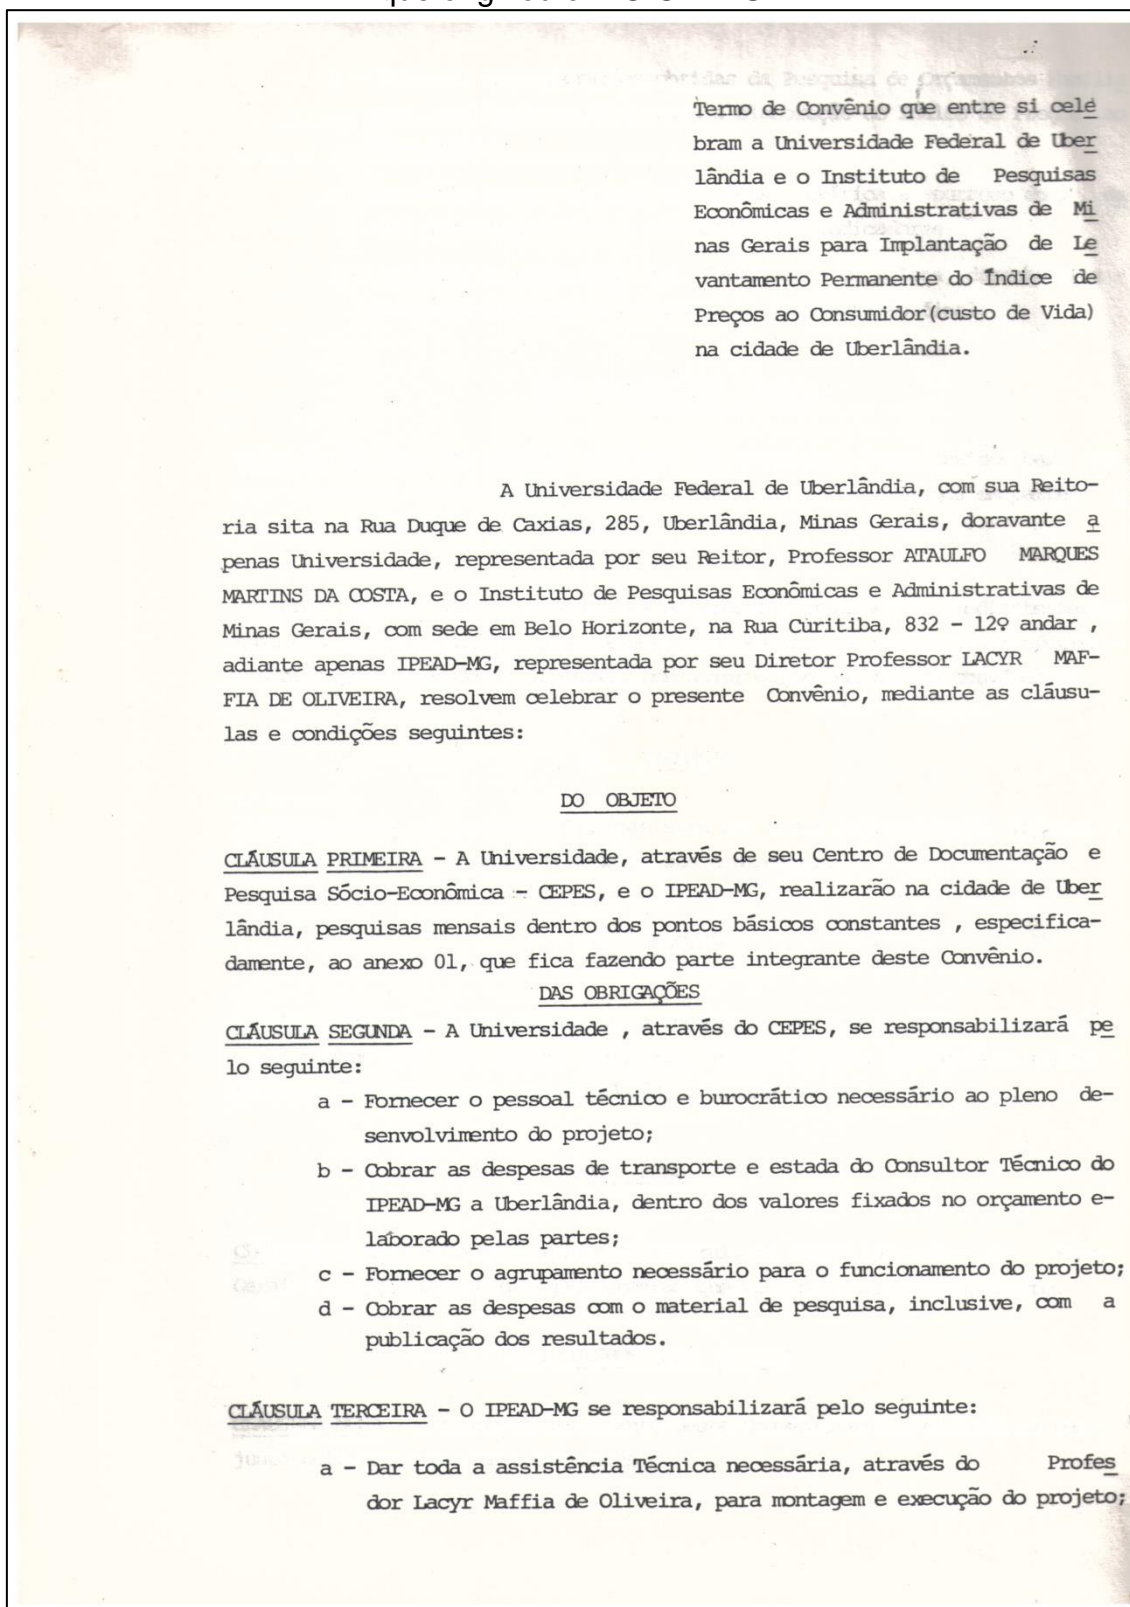 Termo de Convênio que entre si cele
bram a Universidade Federal de Uber
lândia e o Instituto de Pesquisas
Econômicas e Administrativas de Mi
nas Gerais para Implantação de Le
vantamento Permanente do Índice de
Preços ao Consumidor(custo de Vida)
na cidade de Uberlândia.
A Universidade Federal de Uberlândia, com sua Reito-
ria sita na Rua Duque de Caxias, 285, Uberlândia, Minas Gerais, doravante a
penas Universidade, representada por seu Reitor, Professor ATAULFO MARQUES
MARTINS DA COSTA, e o Instituto de Pesquisas Econômicas e Administrativas de
Minas Gerais, com sede em Belo Horizonte, na Rua Curitiba, 832 - 12º andar ,
adiante apenas IPEAD-MG, representada por seu Diretor Professor LACYR MAF-
FIA DE OLIVEIRA, resolvem celebrar o presente Convênio, mediante as cláusu-
las e condições seguintes:
DO OBJETO
CLÁUSULA PRIMEIRA - A Universidade, através de seu Centro de Documentação e
Pesquisa Sócio-Econômica - CEPES, e o IPEAD-MG, realizarão na cidade de Uber
lândia, pesquisas mensais dentro dos pontos básicos constantes , especifica-
damente, ao anexo 01, que fica fazendo parte integrante deste Convênio.
DAS OBRIGAÇÕES
CLÁUSULA SEGUNDA - A Universidade , através do CEPES, se responsabilizará pe
lo seguinte:
a - Fornecer o pessoal técnico e burocrático necessário ao pleno de-
senvolvimento do projeto;
b - Cobrar as despesas de transporte e estada do Consultor Técnico do
IPEAD-MG a Uberlândia, dentro dos valores fixados no orçamento e-
laborado pelas partes;
c - Fornecer o agrupamento necessário para o funcionamento do projeto;
d - Cobrar as despesas com o material de pesquisa, inclusive, com a
publicação dos resultados.
CLÁUSULA TERCEIRA - O IPEAD-MG se responsabilizará pelo seguinte:
a - Dar toda a assistência Técnica necessária, através do Profes
dor Lacyr Maffia de Oliveira, para montagem e execução do projeto;